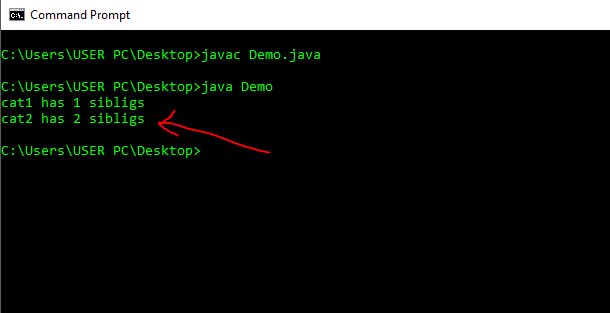 Command Prompt
C:\Users\USER PC\Desktop>javac Demo.java
C:\Users\USER PC\Desktop>java Demo
cat1 has 1 sibligs
cat2 has 2 sibligs
C:\Users\USER PC\Desktop>